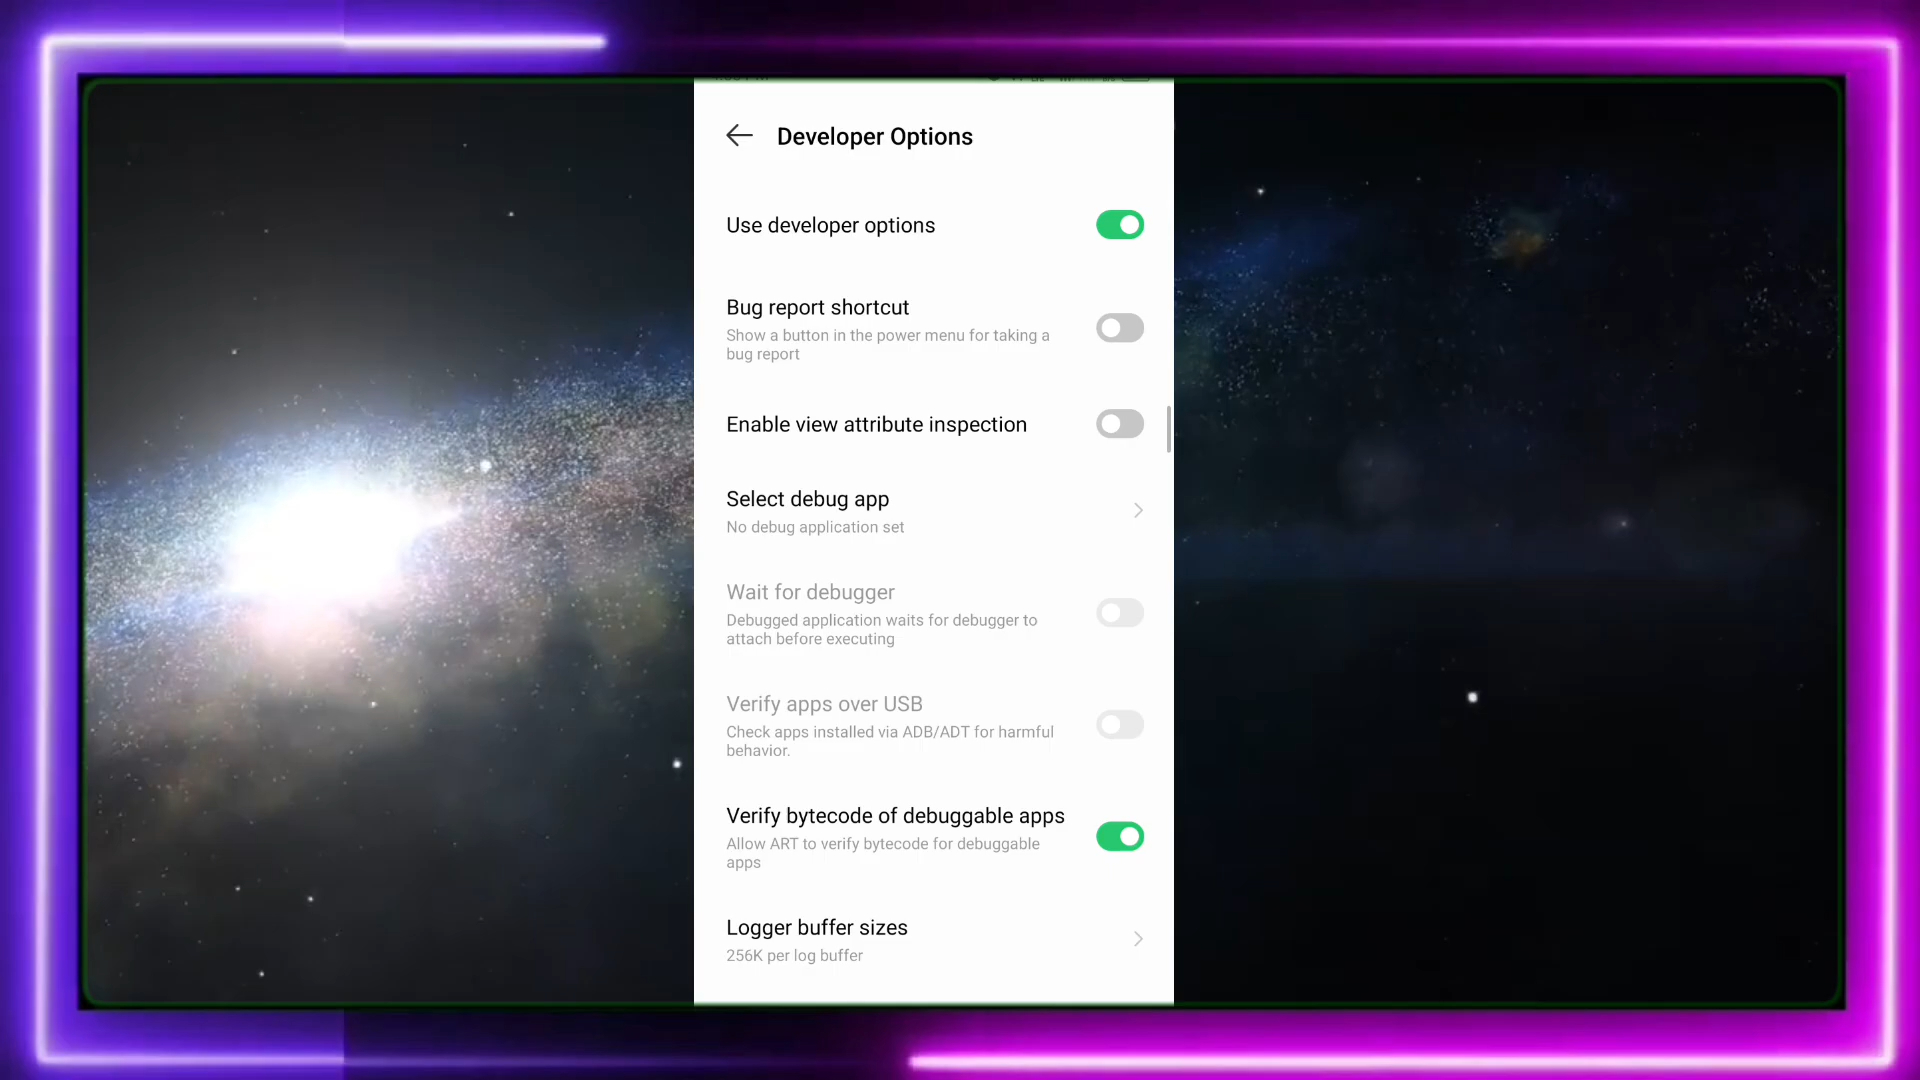 Developer Options
Use developer options
Bug report shortcut
Show a button in the power menu for taking a
bug report
Enable view attribute inspection
Select debug app
No debug application set
Wait for debugger
Debugged application waits for debugger to
attach before executing
Verify apps over USB
Check apps installed via ADB/ADT for harmful
behavior.
Verify bytecode of debuggable apps
Allow ART to verify bytecode for debuggable
apps
Logger buffer sizes
256K per log buffer